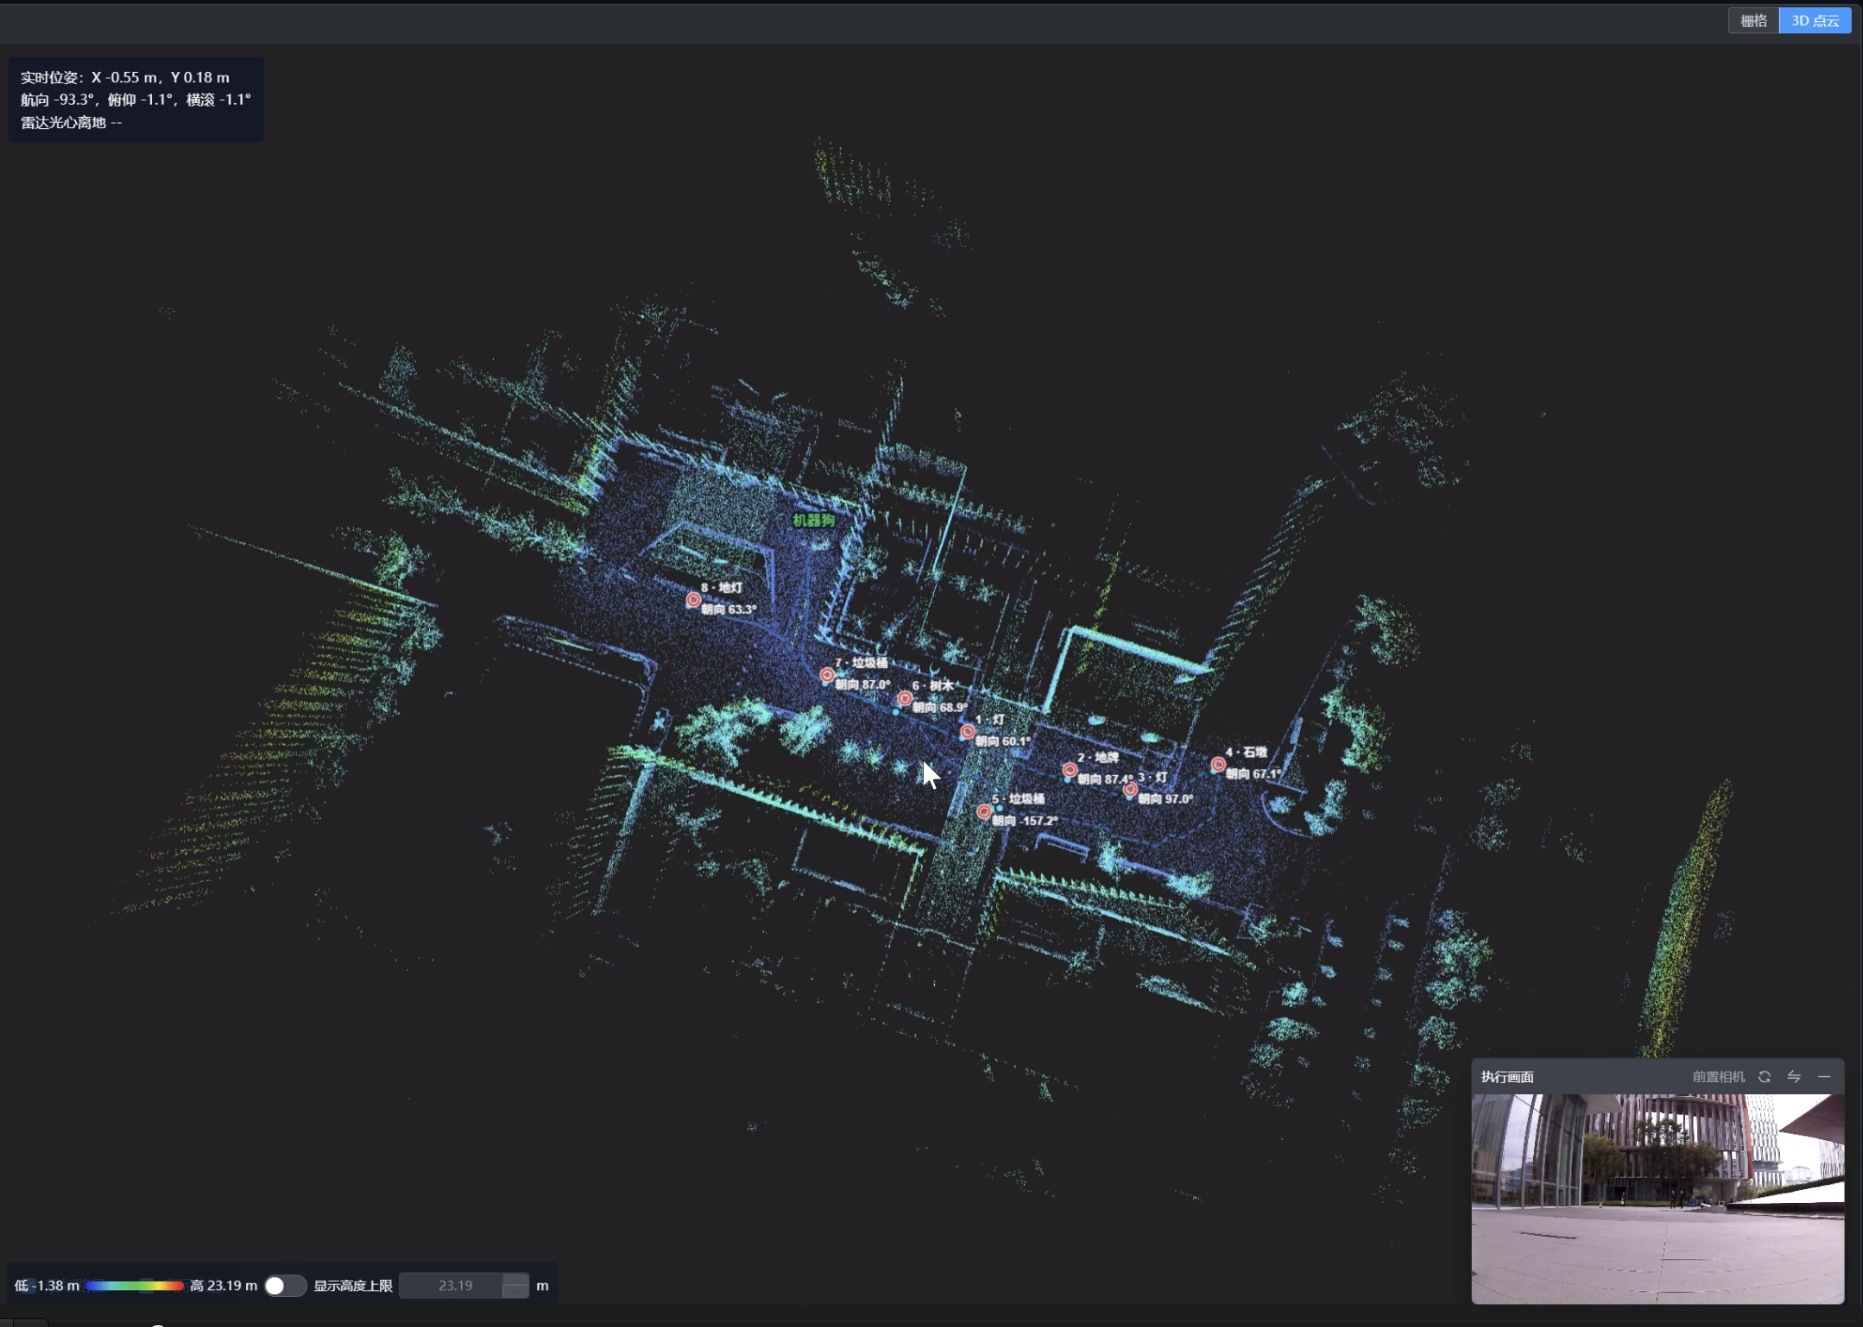 栅格
3D 点云
实时位姿：X -0.55 m，Y 0.18 m
航向 -93.3°，俯仰 -1.1°，横滚 -1.1°
雷达光心离地 --
机器狗
8 · 地灯
朝向 63.3°
7 · 垃圾桶
朝向 87.0°
6 · 树木
朝向 68.9°
1 · 灯
朝向 60.1°
2 · 地牌
朝向 87.4°
3 · 灯
朝向 97.0°
4 · 石墩
朝向 67.1°
5 · 垃圾桶
朝向 -157.2°
执行画面
前置相机
低 -1.38 m
高 23.19 m
显示高度上限
23.19
m